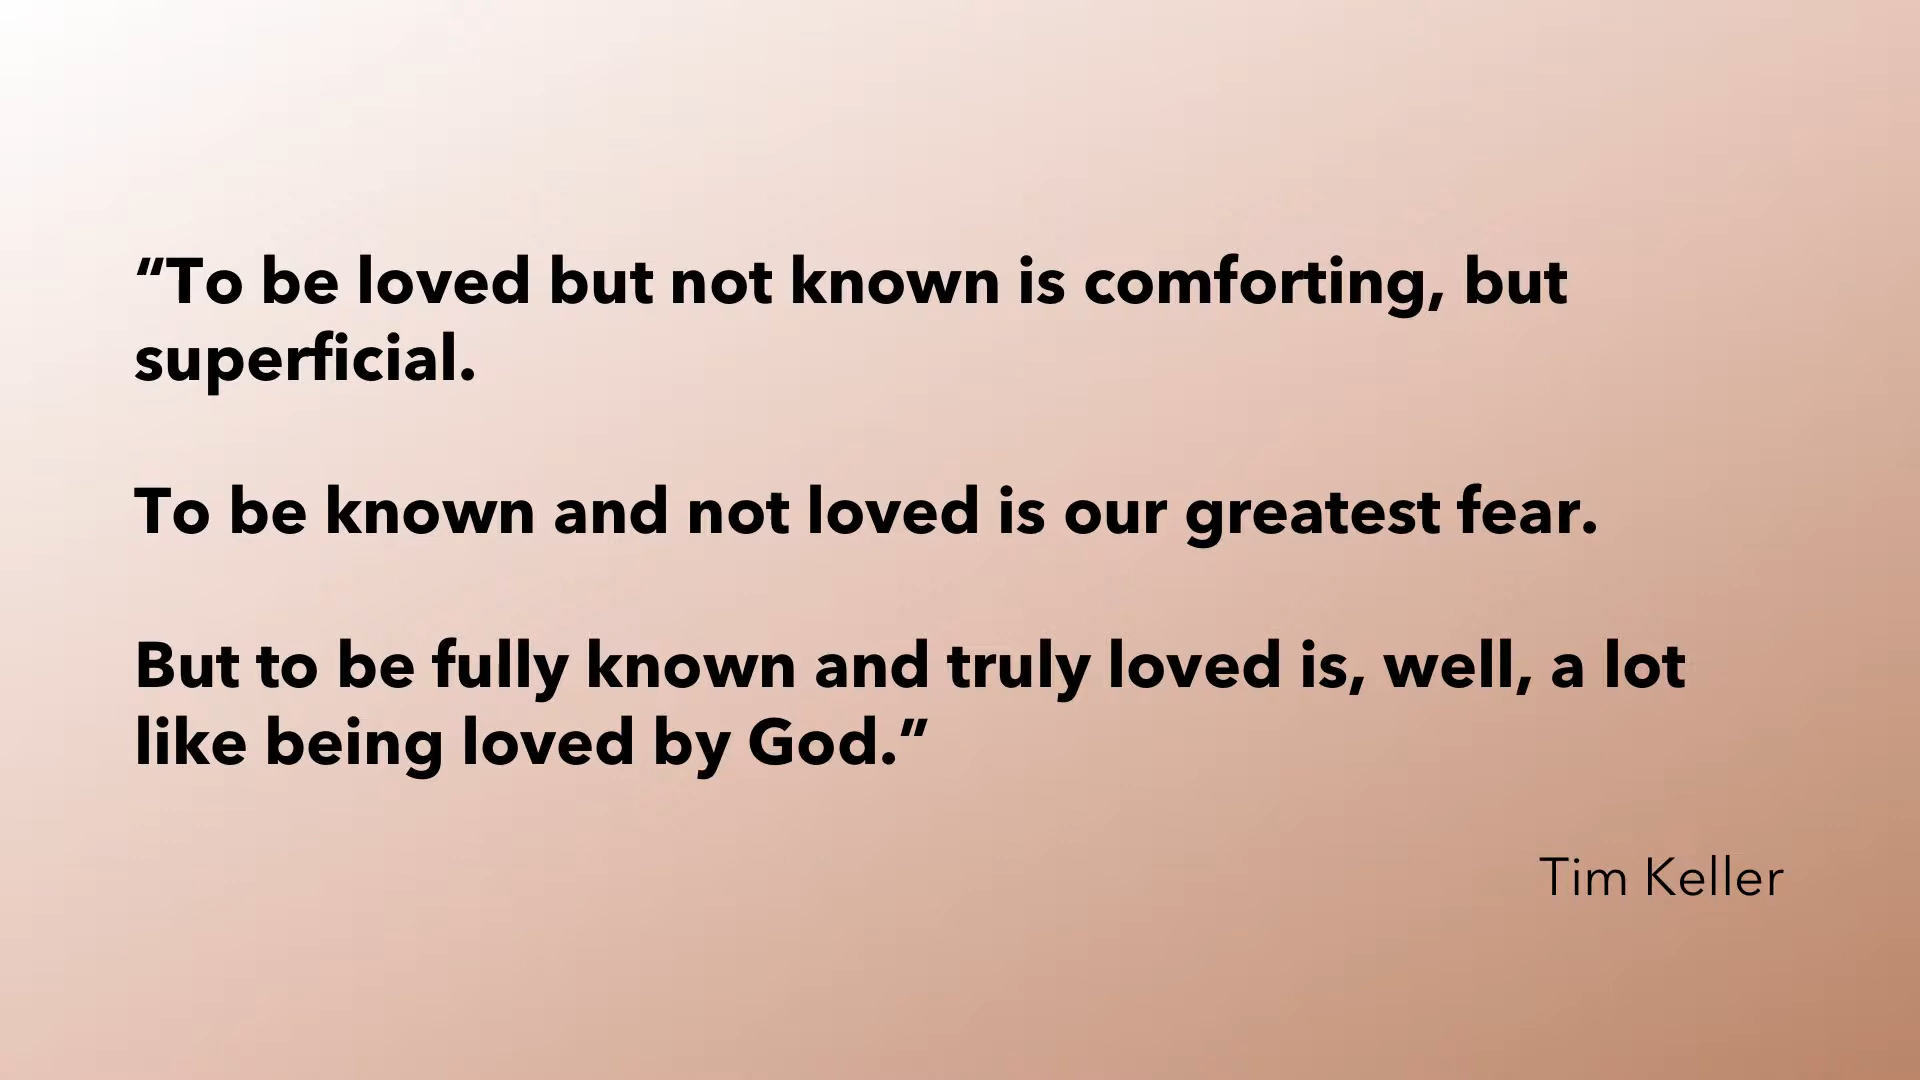 “To be loved but not known is comforting, but
superficial.
To be known and not loved is our greatest fear.
But to be fully known and truly loved is, well, a lot
like being loved by God.”
Tim Keller